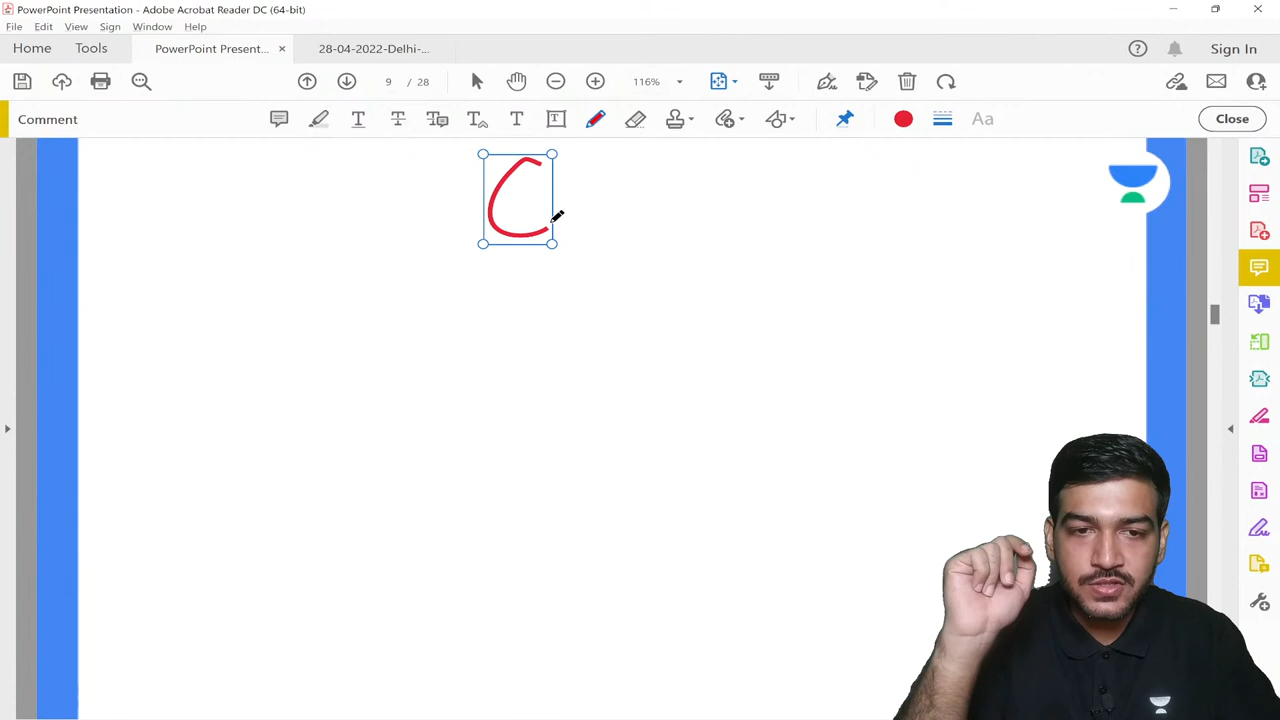 PowerPoint Presentation - Adobe Acrobat Reader DC (64-bit)
File Edit View Sign Window Help
Home Tools PowerPoint Present... × 28-04-2022-Delhi-... Sign In
9 / 28 116%
Comment Aa Close
C